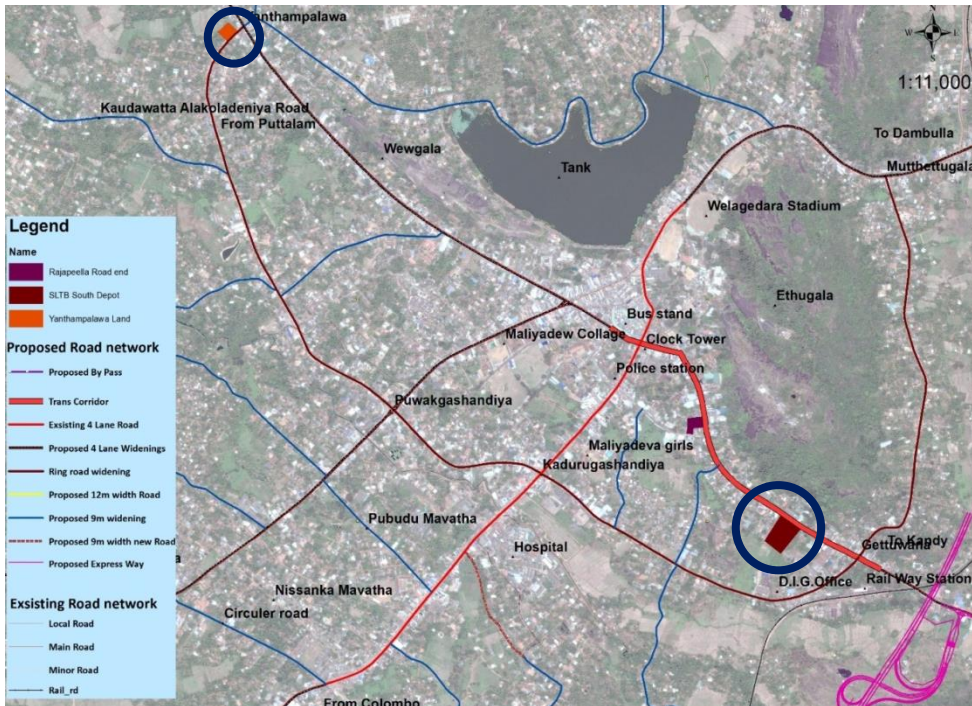 Yanthampalawa
N
W E
S
1:11,000
Kaudawatta Alakoladeniya Road
From Puttalam
To Dambulla
Wewgala
Mutthettugala
Tank
Welagedara Stadium
Ethugala
Bus stand
Maliyadew Collage
Clock Tower
Police station
Puwakgashandiya
Maliyadeva girls
Kadurugashandiya
Pubudu Mavatha
Hospital
To Kandy
Gettuwana
D.I.G.Office
Rail Way Station
Nissanka Mavatha
Circuler road
From Colombo
Legend
Name
Rajapeella Road end
SLTB South Depot
Yanthampalawa Land
Proposed Road network
Proposed By Pass
Trans Corridor
Exsisting 4 Lane Road
Proposed 4 Lane Widenings
Ring road widening
Proposed 12m width Road
Proposed 9m widening
Proposed 9m width new Road
Proposed Express Way
Exsisting Road network
Local Road
Main Road
Minor Road
Rail_rd